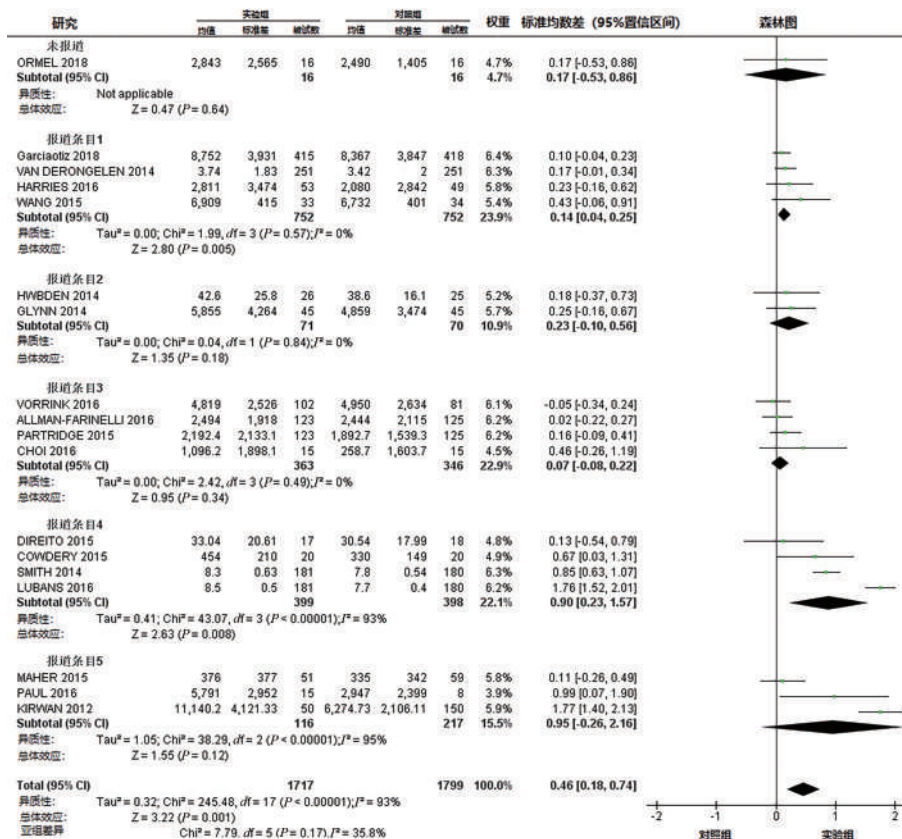 研究 实验组 对照组 权重 标准均数差（95%置信区间） 森林图
均值 标准差 被试数 均值 标准差 被试数
未报道
ORMEL 2018 2,843 2,565 16 2,490 1,405 16 4.7% 0.17 [-0.53, 0.86]
Subtotal (95% CI) 16 16 4.7% 0.17 [-0.53, 0.86]
异质性: Not applicable
总体效应: Z = 0.47 (P = 0.64)
报道条目1
Garciaotiz 2018 8,752 3,931 415 8,367 3,847 418 6.4% 0.10 [-0.04, 0.23]
VAN DERONGELEN 2014 3.74 1.83 251 3.42 2 251 6.3% 0.17 [-0.01, 0.34]
HARRIES 2016 2,811 3,474 53 2,080 2,842 49 5.7% 0.23 [-0.16, 0.62]
WANG 2015 6,909 415 33 6,732 401 34 5.4% 0.43 [-0.06, 0.91]
Subtotal (95% CI) 752 752 23.9% 0.14 [0.04, 0.25]
异质性: Tau² = 0.00; Chi² = 1.99, df = 3 (P = 0.57); I² = 0%
总体效应: Z = 2.80 (P = 0.005)
报道条目2
HWBDEN 2014 42.6 25.8 26 38.6 16.1 25 5.2% 0.18 [-0.37, 0.73]
GLYNN 2014 5,855 4,264 45 4,859 3,474 45 5.7% 0.25 [-0.16, 0.67]
Subtotal (95% CI) 71 70 10.9% 0.23 [-0.10, 0.56]
异质性: Tau² = 0.00; Chi² = 0.04, df = 1 (P = 0.84); I² = 0%
总体效应: Z = 1.35 (P = 0.18)
报道条目3
VORRINK 2016 4,819 2,526 102 4,950 2,634 81 6.1% -0.05 [-0.34, 0.24]
ALLMAN-FARINELLI 2016 2,494 1,918 123 2,444 2,115 125 6.2% 0.02 [-0.22, 0.27]
PARTRIDGE 2015 2,192.4 2,133.1 123 1,892.7 1,539.3 125 6.2% 0.16 [-0.09, 0.41]
CHOI 2016 1,096.2 1,898.1 15 258.7 1,603.7 15 4.6% 0.46 [-0.26, 1.19]
Subtotal (95% CI) 363 346 22.9% 0.07 [-0.08, 0.22]
异质性: Tau² = 0.00; Chi² = 2.42, df = 3 (P = 0.49); I² = 0%
总体效应: Z = 0.95 (P = 0.34)
报道条目4
DIREITO 2015 33.04 20.61 17 30.54 17.99 18 4.8% 0.13 [-0.54, 0.79]
COWDERY 2015 454 210 20 330 149 20 4.9% 0.67 [0.03, 1.31]
SMITH 2014 8.3 0.63 181 7.8 0.54 180 6.3% 0.85 [0.63, 1.07]
LUBANS 2016 8.5 0.5 181 7.7 0.4 180 6.2% 1.76 [1.52, 2.01]
Subtotal (95% CI) 399 398 22.1% 0.90 [0.23, 1.57]
异质性: Tau² = 0.41; Chi² = 43.07, df = 3 (P < 0.00001); I² = 93%
总体效应: Z = 2.63 (P = 0.008)
报道条目5
MAHER 2015 376 377 51 335 342 59 5.8% 0.11 [-0.26, 0.49]
PAUL 2016 5,791 2,952 15 2,947 2,399 8 4.0% 0.99 [0.07, 1.90]
KIRWAN 2012 11,140.2 4,121.33 50 6,274.73 2,106.11 150 5.9% 1.77 [1.40, 2.13]
Subtotal (95% CI) 116 217 15.5% 0.95 [-0.26, 2.16]
异质性: Tau² = 1.05; Chi² = 38.29, df = 2 (P < 0.00001); I² = 95%
总体效应: Z = 1.55 (P = 0.12)
Total (95% CI) 1717 1799 100.0% 0.46 [0.18, 0.74]
异质性: Tau² = 0.32; Chi² = 245.48, df = 17 (P < 0.00001); I² = 93%
总体效应: Z = 3.22 (P = 0.001)
亚组差异 Chi² = 7.79, df = 5 (P = 0.17); I² = 35.8%
-2 -1 0 1 2
对照组 实验组